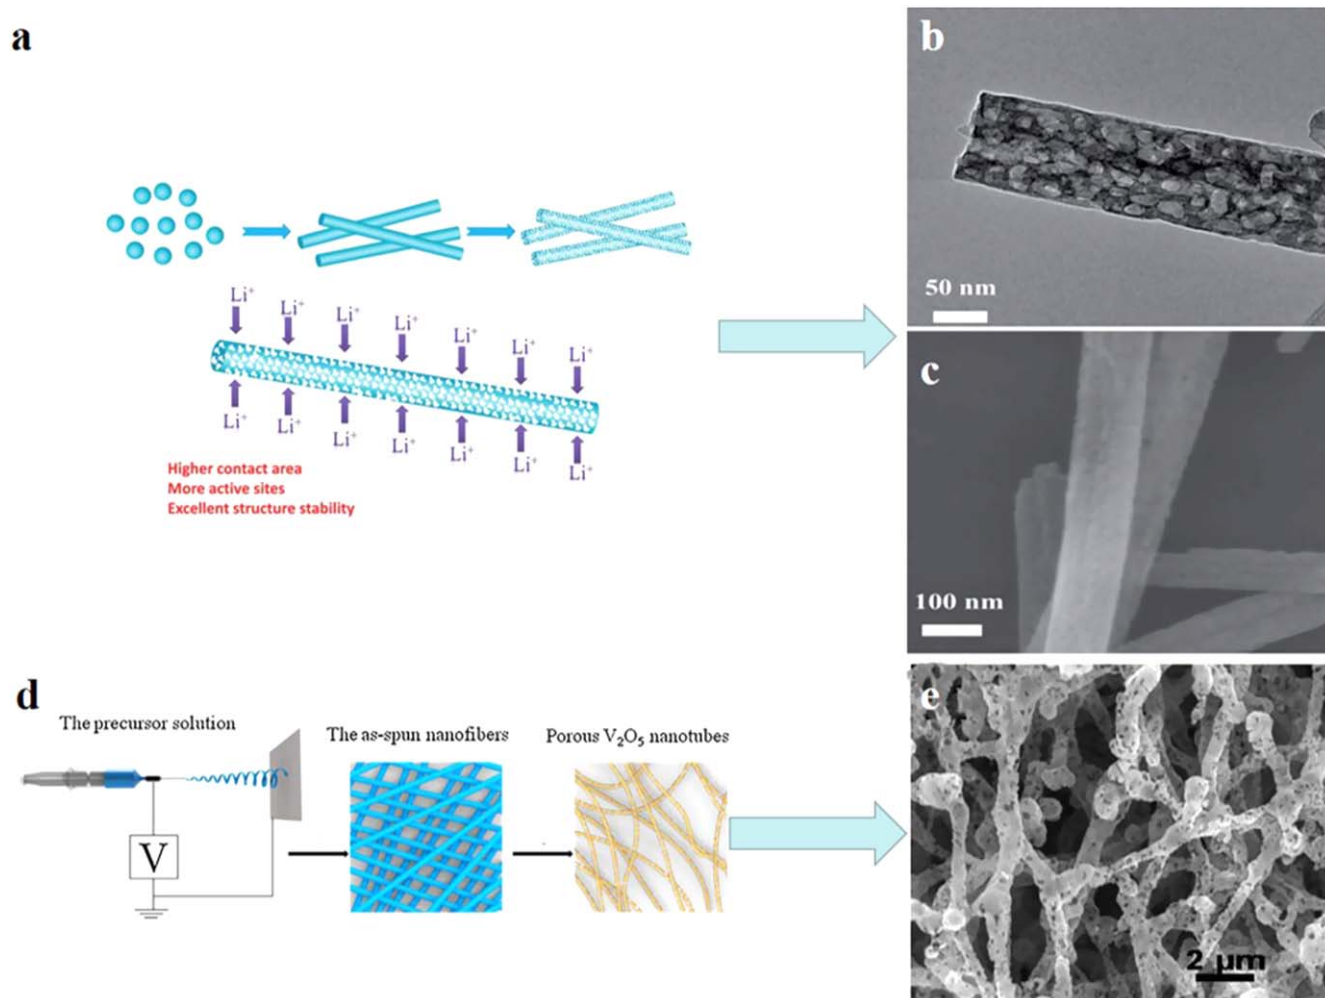 a
Li⁺ Li⁺ Li⁺ Li⁺ Li⁺ Li⁺ Li⁺
Li⁺ Li⁺ Li⁺ Li⁺ Li⁺ Li⁺ Li⁺
Higher contact area
More active sites
Excellent structure stability
b
50 nm
c
100 nm
d
The precursor solution
The as-spun nanofibers
Porous V₂O₅ nanotubes
V
e
2 μm